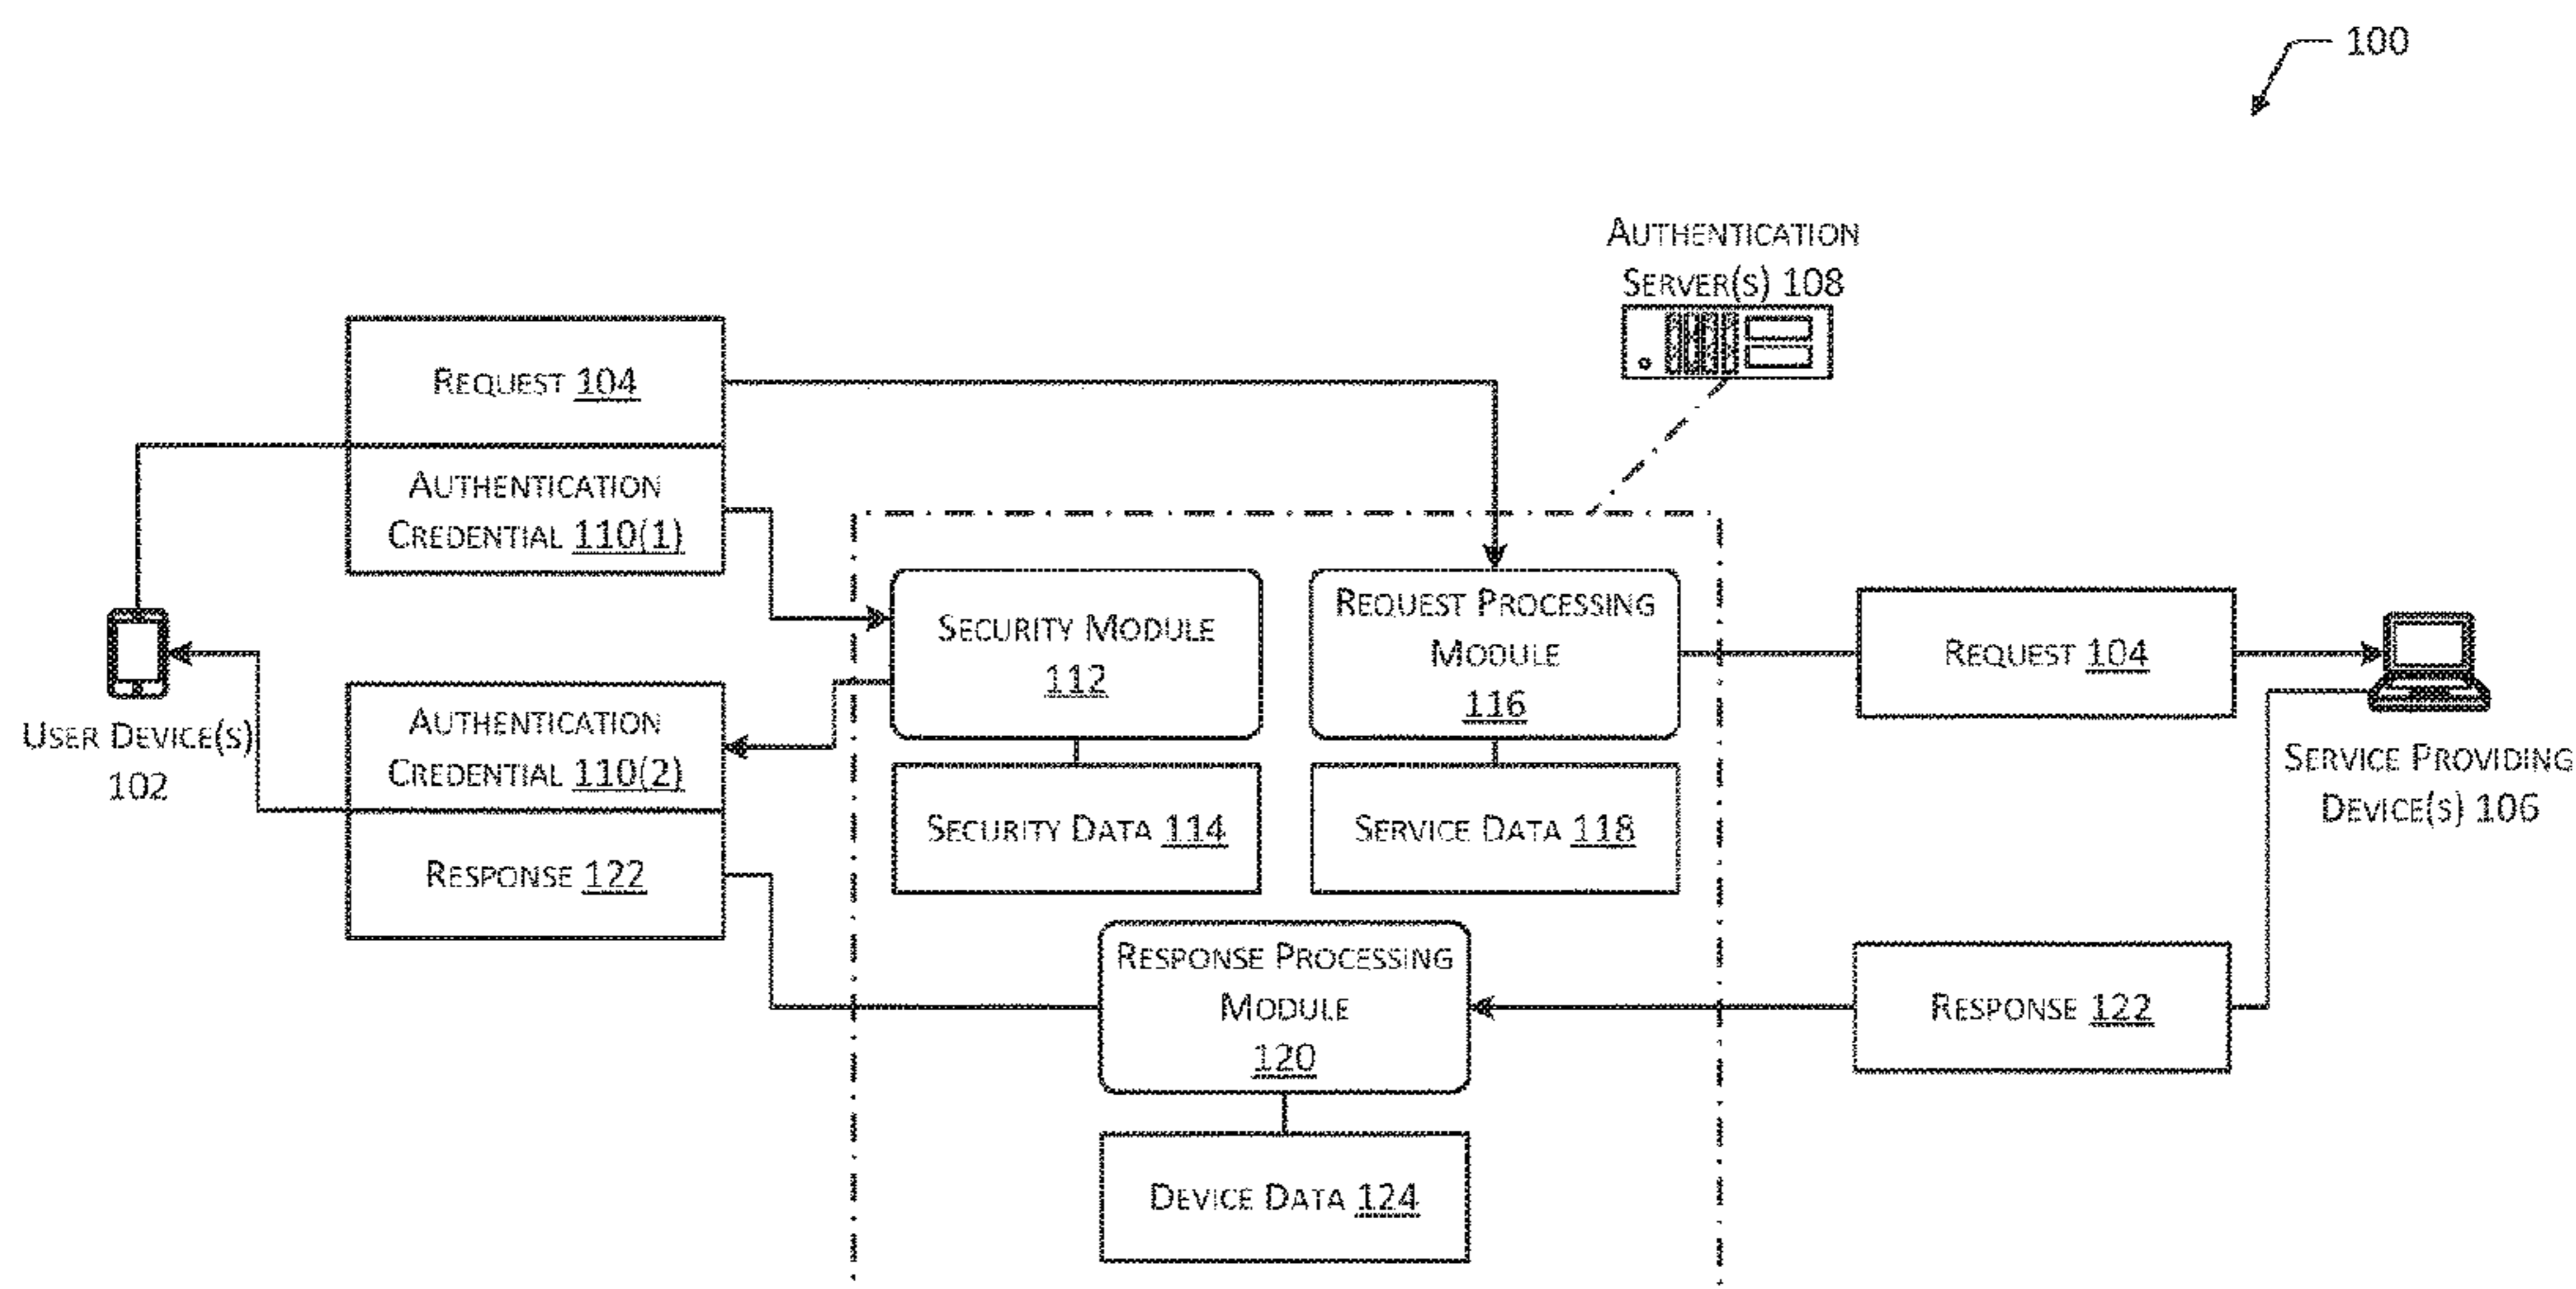 100
AUTHENTICATION
SERVER(S) 108
REQUEST 104
AUTHENTICATION
CREDENTIAL 110(1)
SECURITY MODULE
112
REQUEST PROCESSING
MODULE
116
REQUEST 104
USER DEVICE(S)
102
AUTHENTICATION
CREDENTIAL 110(2)
SERVICE PROVIDING
DEVICE(S) 106
SECURITY DATA 114
SERVICE DATA 118
RESPONSE 122
RESPONSE PROCESSING
MODULE
120
RESPONSE 122
DEVICE DATA 124